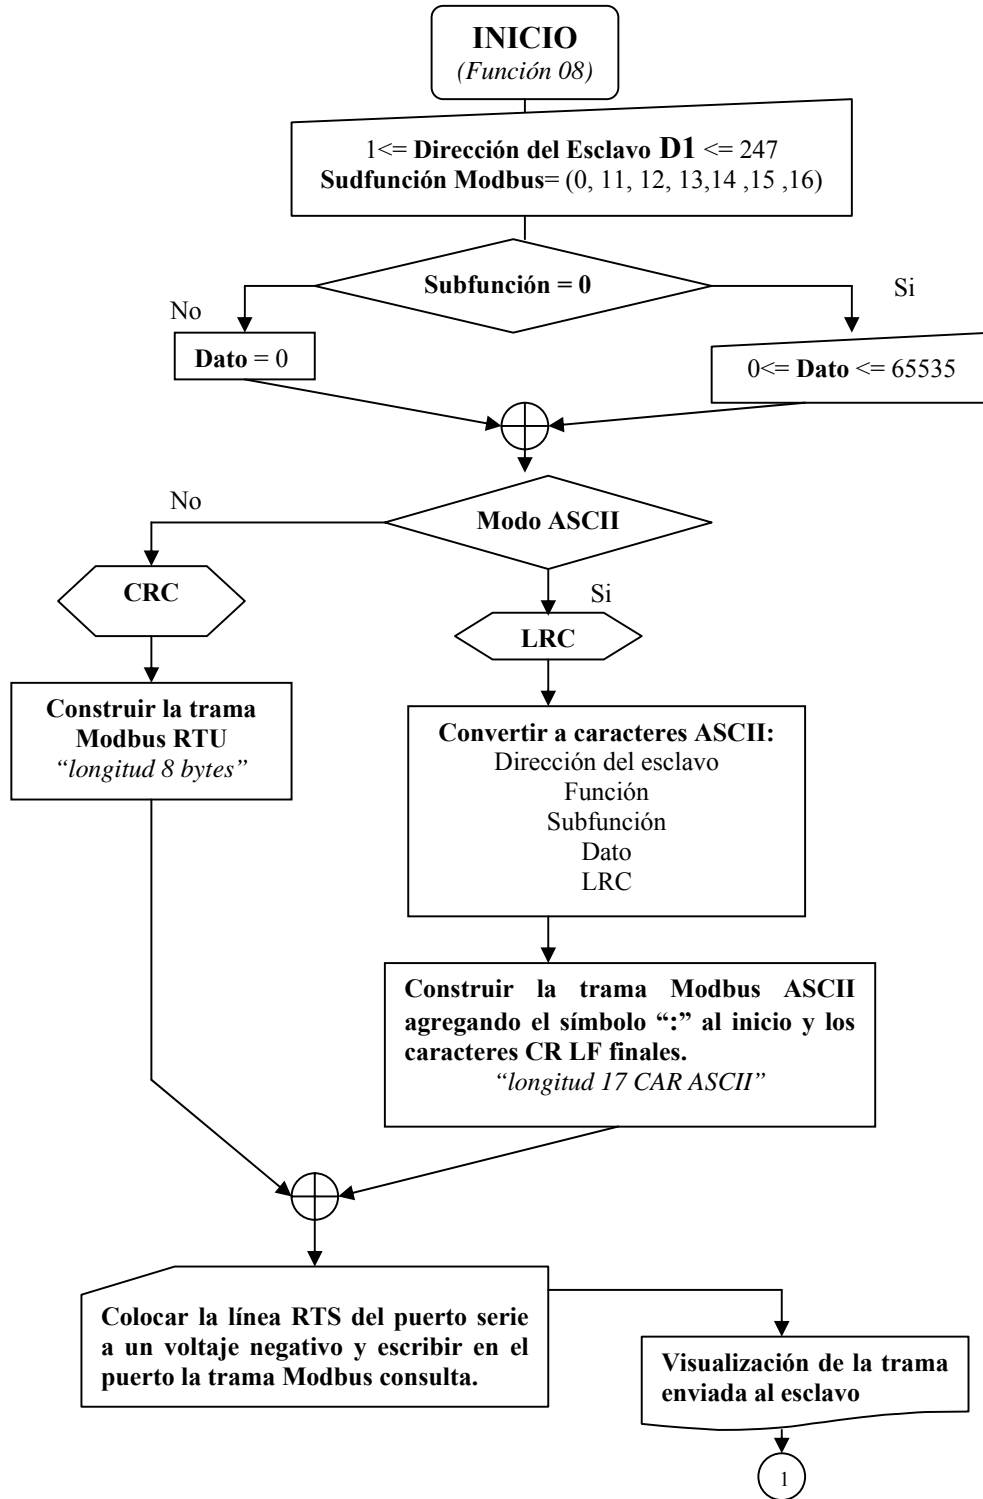 INICIO
(Función 08)
1<= Dirección del Esclavo D1 <= 247
Sudfunción Modbus= (0, 11, 12, 13,14 ,15 ,16)
Subfunción = 0
No
Si
Dato = 0
0<= Dato <= 65535
Modo ASCII
No
Si
CRC
LRC
Construir la trama
Modbus RTU
“longitud 8 bytes”
Convertir a caracteres ASCII:
Dirección del esclavo
Función
Subfunción
Dato
LRC
Construir la trama Modbus ASCII
agregando el símbolo “:” al inicio y los
caracteres CR LF finales.
“longitud 17 CAR ASCII”
Colocar la línea RTS del puerto serie
a un voltaje negativo y escribir en el
puerto la trama Modbus consulta.
Visualización de la trama
enviada al esclavo
1